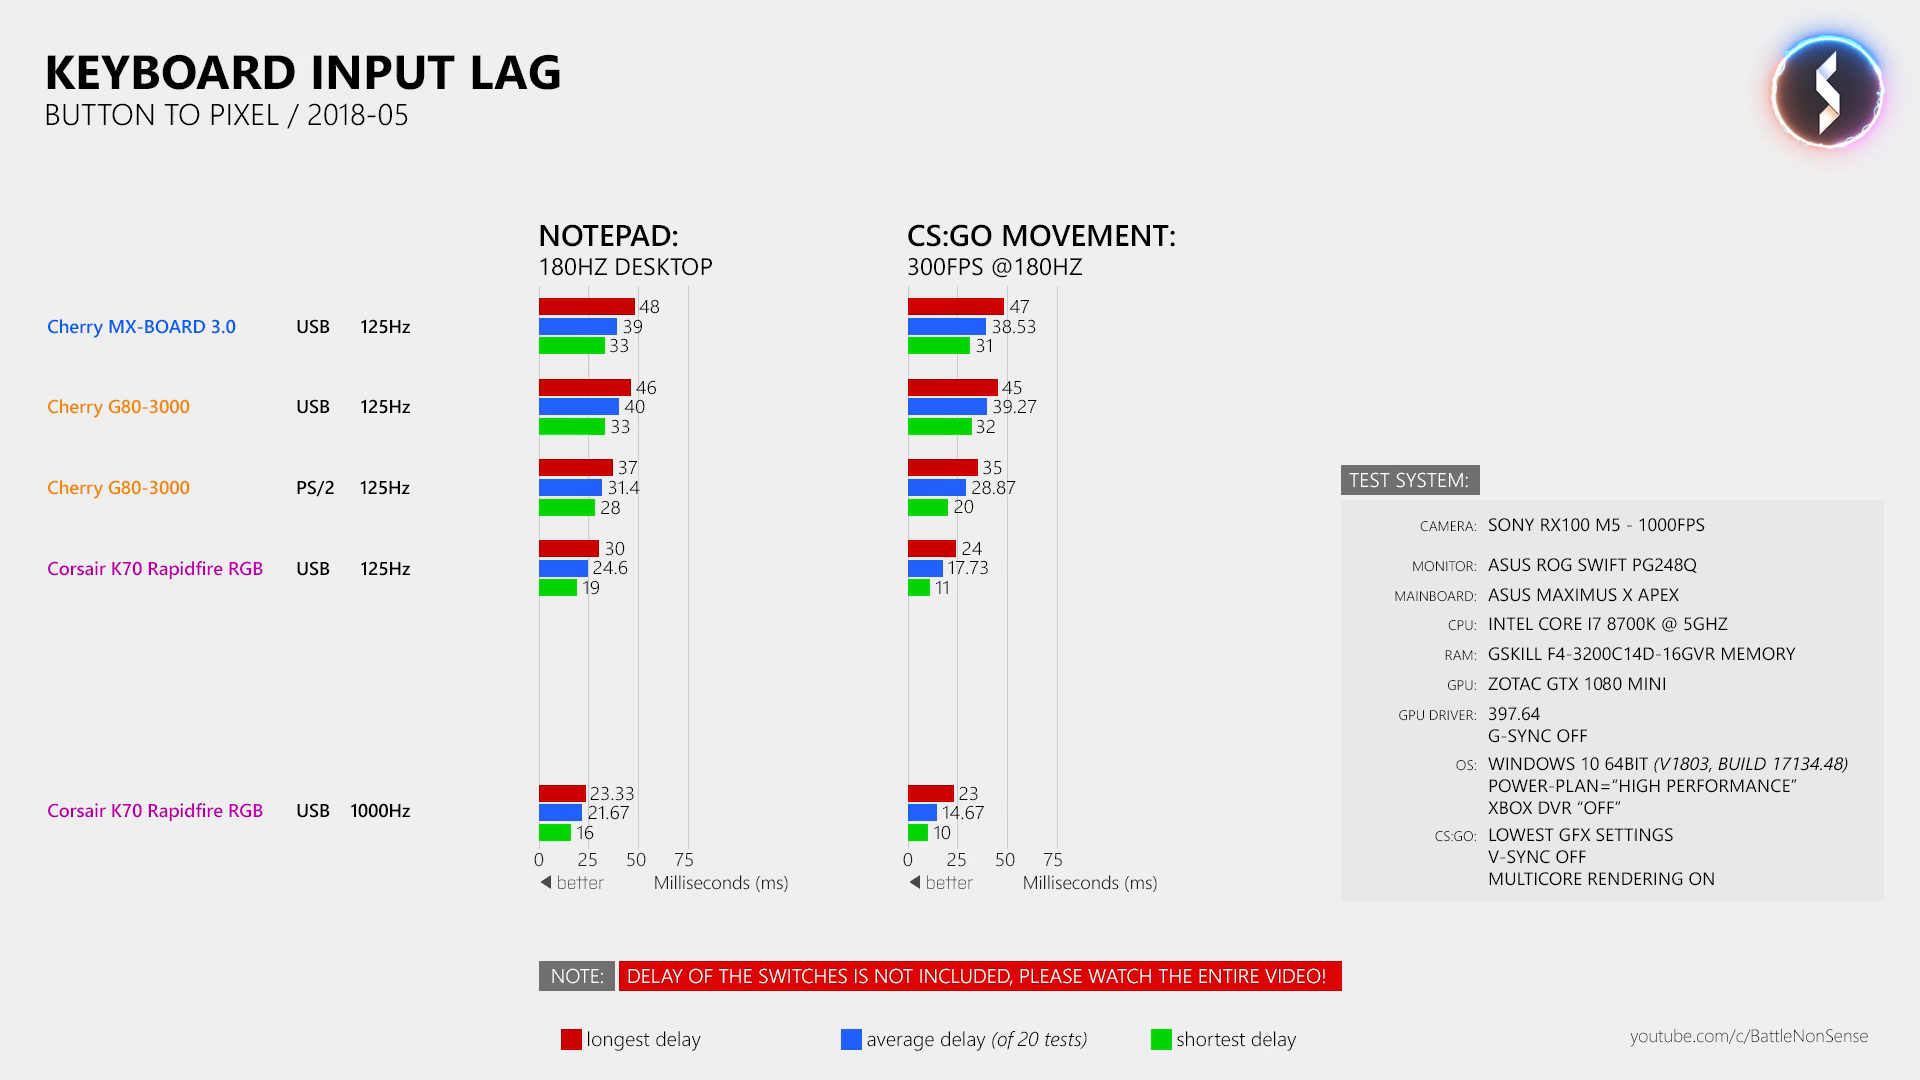 KEYBOARD INPUT LAG
BUTTON TO PIXEL / 2018-05
NOTEPAD:
180HZ DESKTOP
CS:GO MOVEMENT:
300FPS @180HZ
Cherry MX-BOARD 3.0 USB 125Hz
48
39
33
47
38.53
31
Cherry G80-3000 USB 125Hz
46
40
33
45
39.27
32
Cherry G80-3000 PS/2 125Hz
37
31.4
28
35
28.87
20
Corsair K70 Rapidfire RGB USB 125Hz
30
24.6
19
24
17.73
11
Corsair K70 Rapidfire RGB USB 1000Hz
23.33
21.67
16
23
14.67
10
0 25 50 75
better Milliseconds (ms)
0 25 50 75
better Milliseconds (ms)
TEST SYSTEM:
CAMERA: SONY RX100 M5 - 1000FPS
MONITOR: ASUS ROG SWIFT PG248Q
MAINBOARD: ASUS MAXIMUS X APEX
CPU: INTEL CORE I7 8700K @ 5GHZ
RAM: GSKILL F4-3200C14D-16GVR MEMORY
GPU: ZOTAC GTX 1080 MINI
GPU DRIVER: 397.64
G-SYNC OFF
OS: WINDOWS 10 64BIT (V1803, BUILD 17134.48)
POWER-PLAN=“HIGH PERFORMANCE”
XBOX DVR “OFF”
CS:GO: LOWEST GFX SETTINGS
V-SYNC OFF
MULTICORE RENDERING ON
NOTE: DELAY OF THE SWITCHES IS NOT INCLUDED, PLEASE WATCH THE ENTIRE VIDEO!
longest delay average delay (of 20 tests) shortest delay
youtube.com/c/BattleNonSense